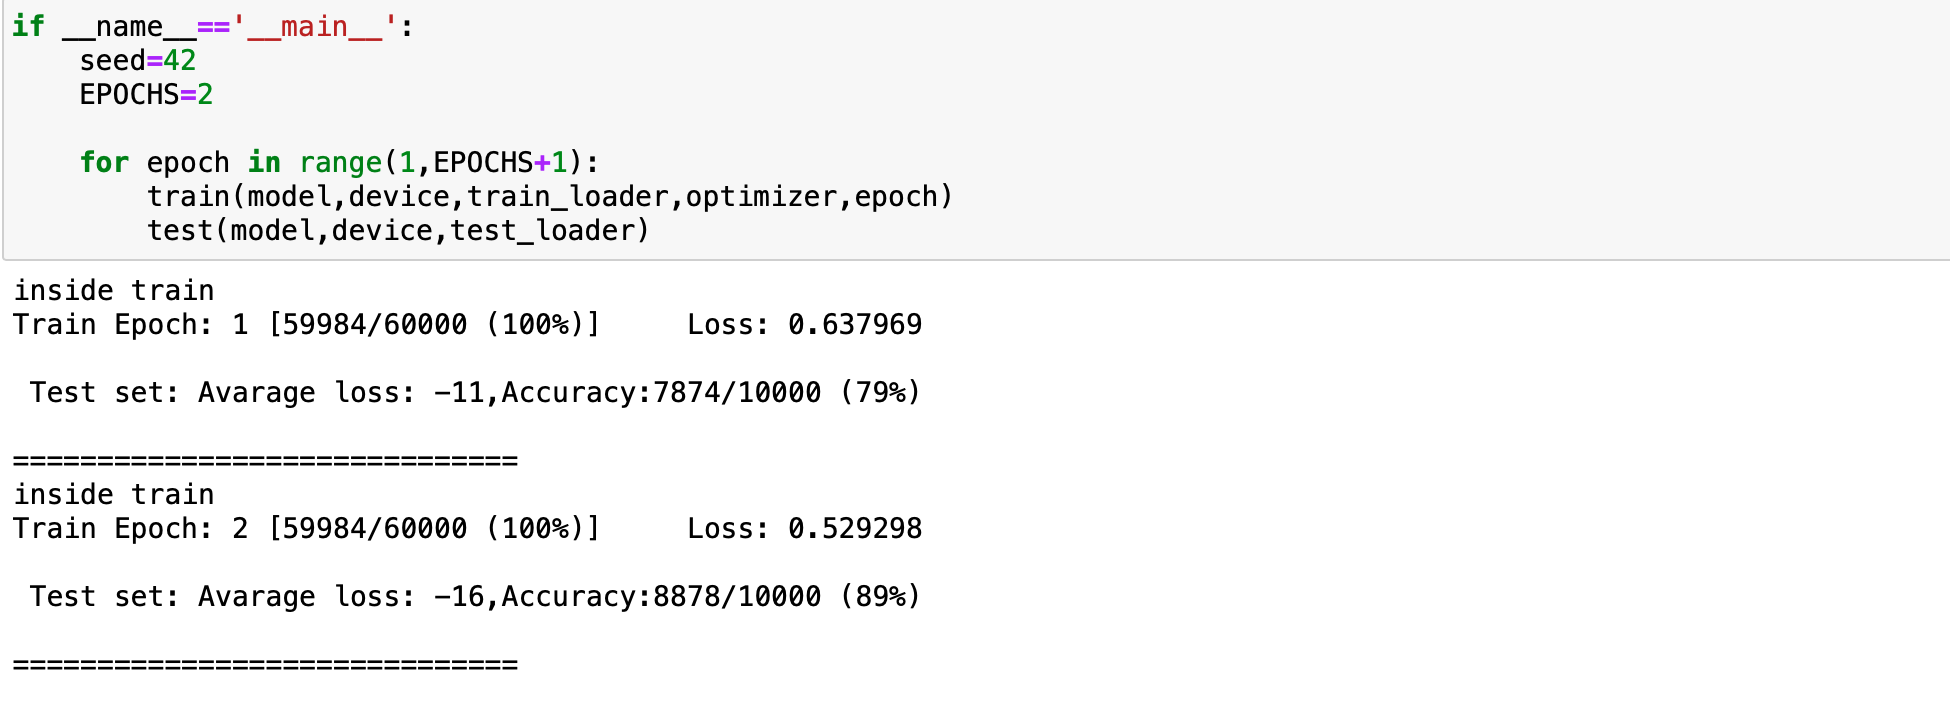 if __name__=='__main__':
    seed=42
    EPOCHS=2

    for epoch in range(1,EPOCHS+1):
        train(model,device,train_loader,optimizer,epoch)
        test(model,device,test_loader)
inside train
Train Epoch: 1 [59984/60000 (100%)]     Loss: 0.637969

 Test set: Avarage loss: -11,Accuracy:7874/10000 (79%)

==============================
inside train
Train Epoch: 2 [59984/60000 (100%)]     Loss: 0.529298

 Test set: Avarage loss: -16,Accuracy:8878/10000 (89%)

==============================